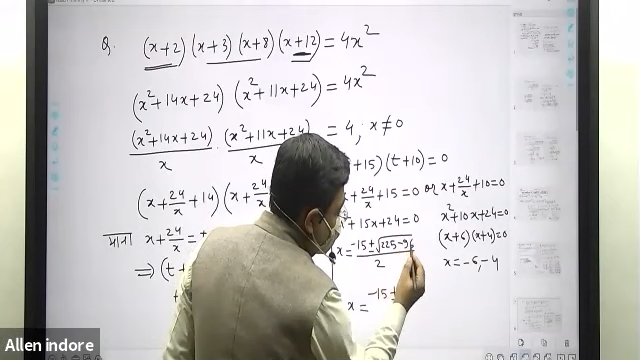 Q. (x+2) (x+3) (x+8) (x+12) = 4x²
(x²+14x+24) (x²+11x+24) = 4x²
(x²+14x+24)/x · (x²+11x+24)/x = 4, x≠0
(x+24/x+14) (x+24/x
माना x+24/x = t
⇒ (t+
+15) (t+10) = 0
x+24/x+15=0 or x+24/x+10=0
+15x+24=0
x = (-15±√225-96)/2
x = -15±
x²+10x+24=0
(x+6) (x+4)=0
x = -6, -4
Allen indore